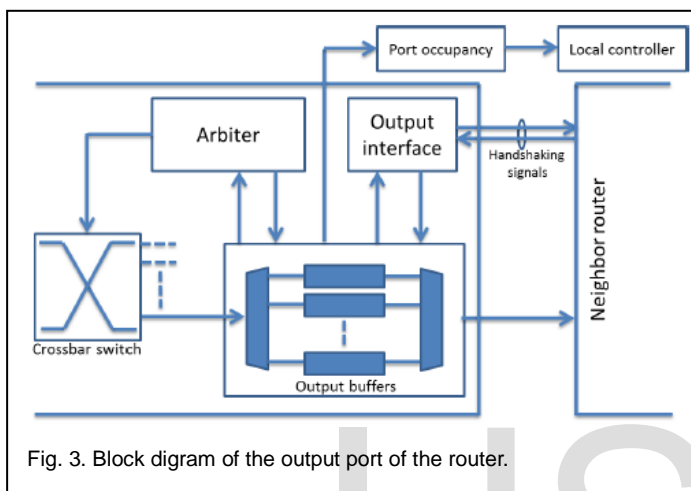 Port occupancy
Local controller
Arbiter
Output
interface
Handshaking
signals
Neighbor router
Crossbar switch
Output buffers
Fig. 3. Block digram of the output port of the router.